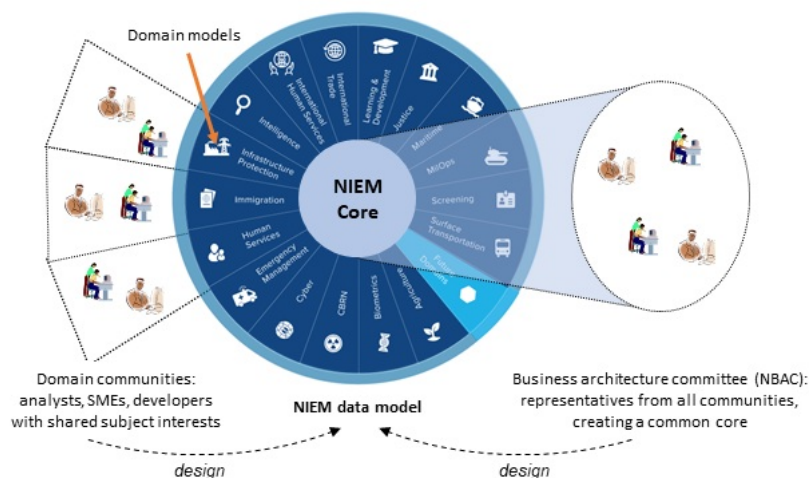 Domain models
International
Human Services
International
Trade
Learning &
Development
Justice
Maritime
MilOps
Screening
Surface
Transportation
Future
Domains
Agriculture
Biometrics
CBRN
Cyber
Emergency
Management
Human
Services
Immigration
Infrastructure
Protection
Intelligence
NIEM
Core
Domain communities:
analysts, SMEs, developers
with shared subject interests
NIEM data model
Business architecture committee (NBAC):
representatives from all communities,
creating a common core
design
design